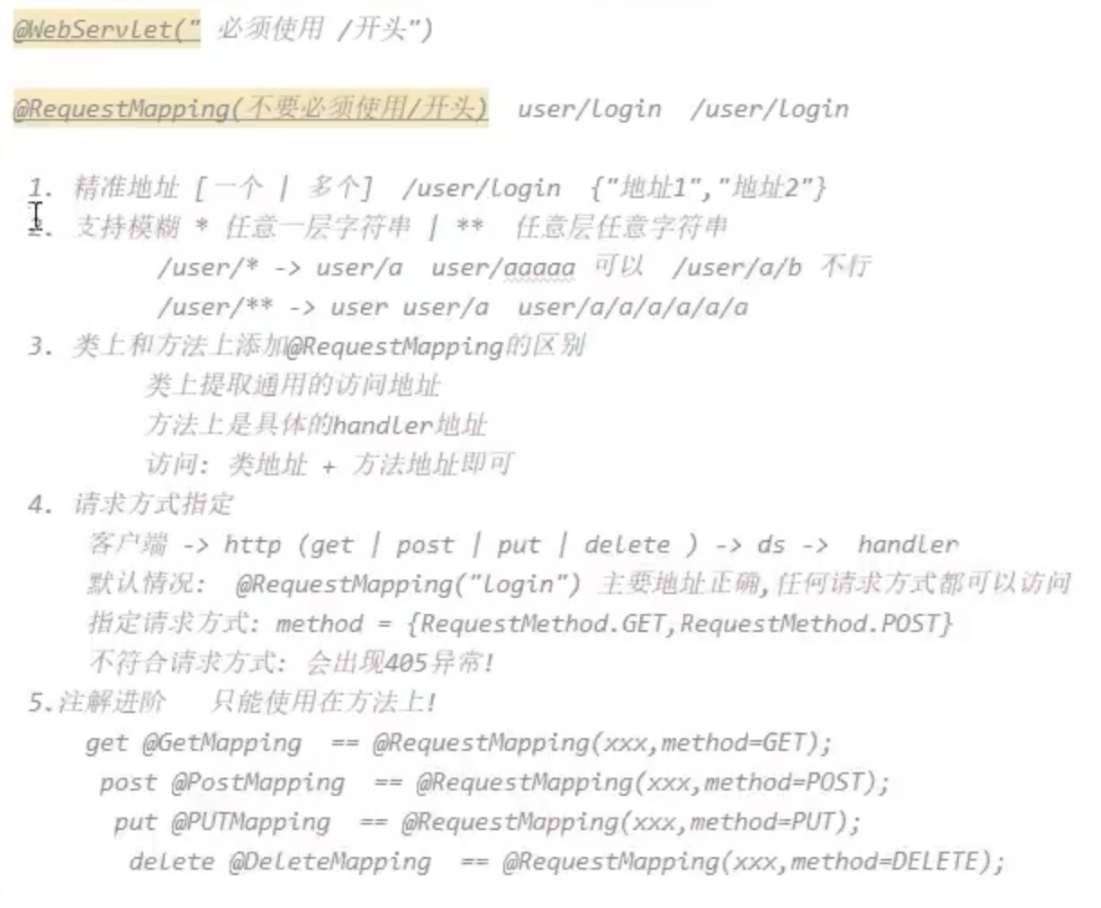 @WebServlet(" 必须使用 /开头")
@RequestMapping(不要必须使用/开头) user/login /user/login
1. 精准地址 [一个 | 多个] /user/login {"地址1","地址2"}
2. 支持模糊 * 任意一层字符串 | ** 任意层任意字符串
/user/* -> user/a user/aaaaa 可以 /user/a/b 不行
/user/** -> user user/a user/a/a/a/a/a/a
3. 类上和方法上添加@RequestMapping的区别
类上提取通用的访问地址
方法上是具体的handler地址
访问: 类地址 + 方法地址即可
4. 请求方式指定
客户端 -> http (get | post | put | delete ) -> ds -> handler
默认情况: @RequestMapping("login") 主要地址正确,任何请求方式都可以访问
指定请求方式: method = {RequestMethod.GET,RequestMethod.POST}
不符合请求方式: 会出现405异常!
5.注解进阶 只能使用在方法上!
get @GetMapping == @RequestMapping(xxx,method=GET);
post @PostMapping == @RequestMapping(xxx,method=POST);
put @PUTMapping == @RequestMapping(xxx,method=PUT);
delete @DeleteMapping == @RequestMapping(xxx,method=DELETE);